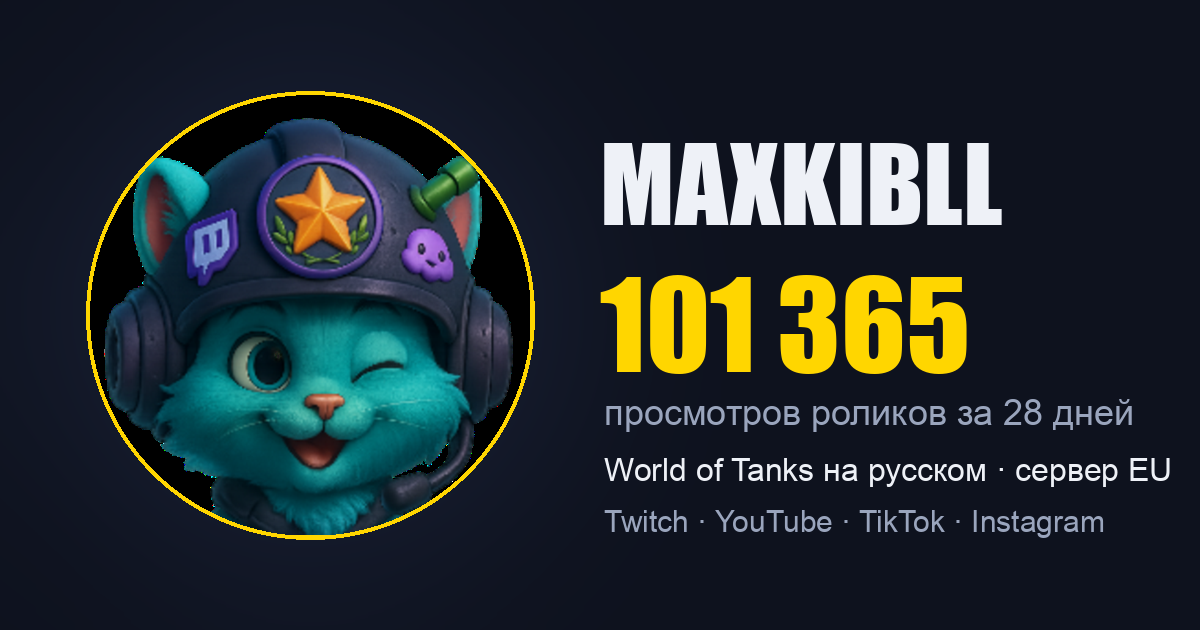 MAXKIBLL
101 365
просмотров роликов за 28 дней
World of Tanks на русском · сервер EU
Twitch · YouTube · TikTok · Instagram